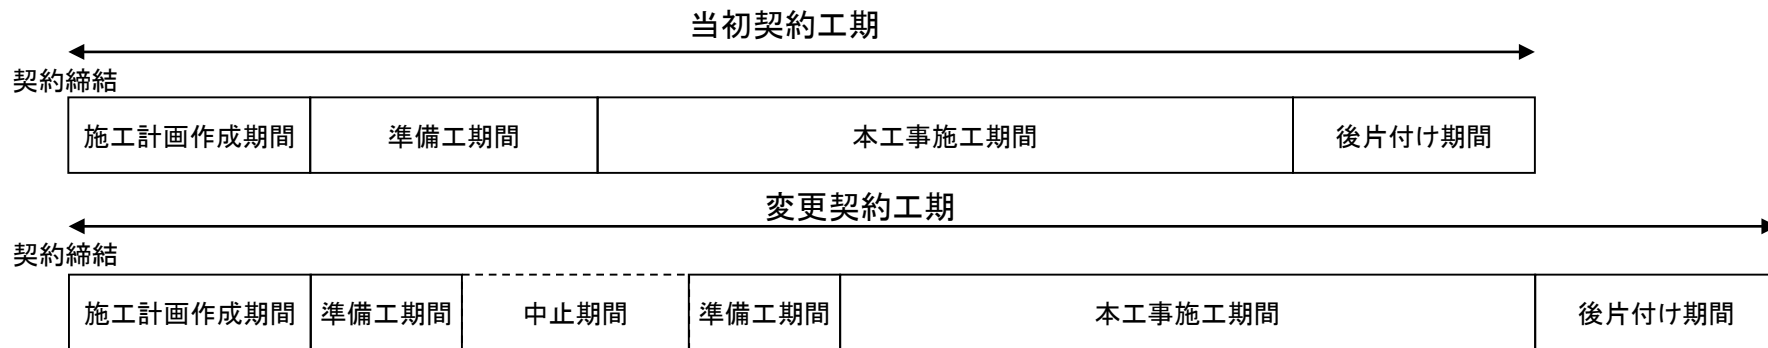 当初契約工期
契約締結
施工計画作成期間 準備工期間 本工事施工期間 後片付け期間
変更契約工期
契約締結
施工計画作成期間 準備工期間 中止期間 準備工期間 本工事施工期間 後片付け期間